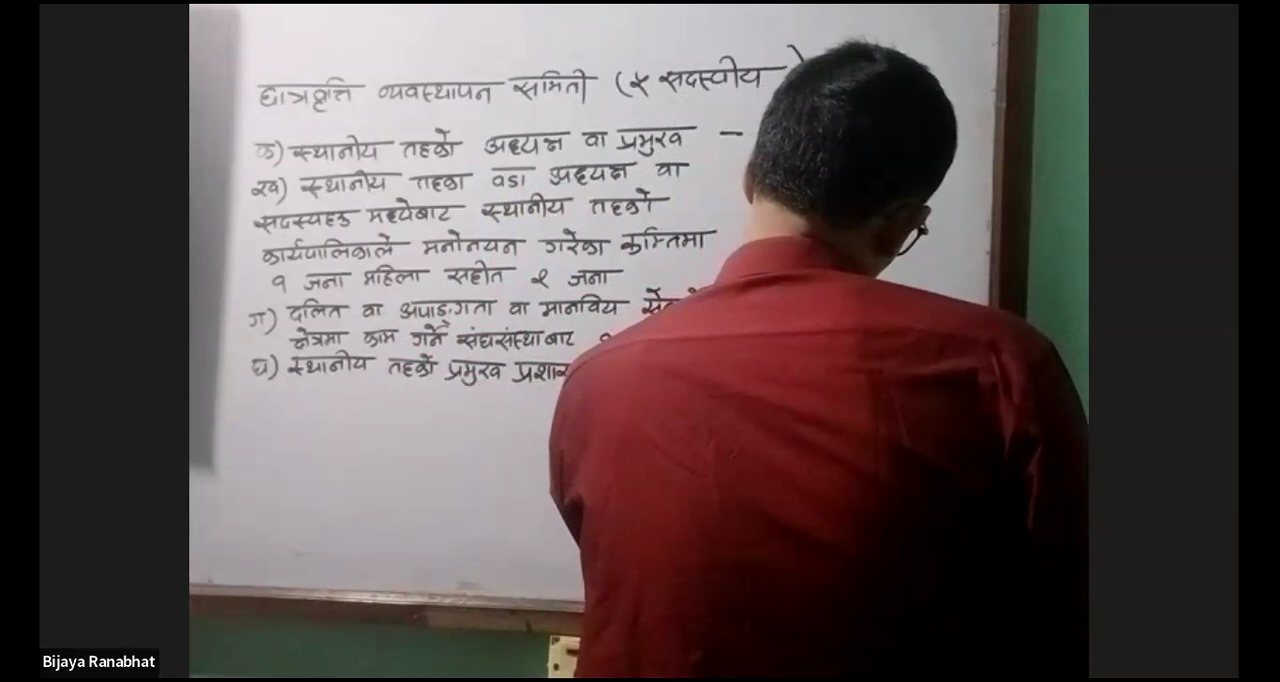 छात्रवृत्ति व्यवस्थापन समिती (५ सदस्यीय
क) स्थानीय तहको अध्यक्ष वा प्रमुख –
ख) स्थानीय तहका वडा अध्यक्ष वा
सदस्यहरु मध्येबाट स्थानीय तहको
कार्यपालिकाले मनोनयन गरेका कम्तिमा
१ जना महिला सहीत २ जना
ग) दलित वा अपाङ्गता वा मानविय
क्षेत्रमा काम गर्ने संघसंस्थाबाट
घ) स्थानीय तहको प्रमुख
Bijaya Ranabhat